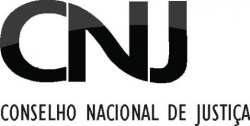 CNJ
CONSELHO NACIONAL DE JUSTIÇA